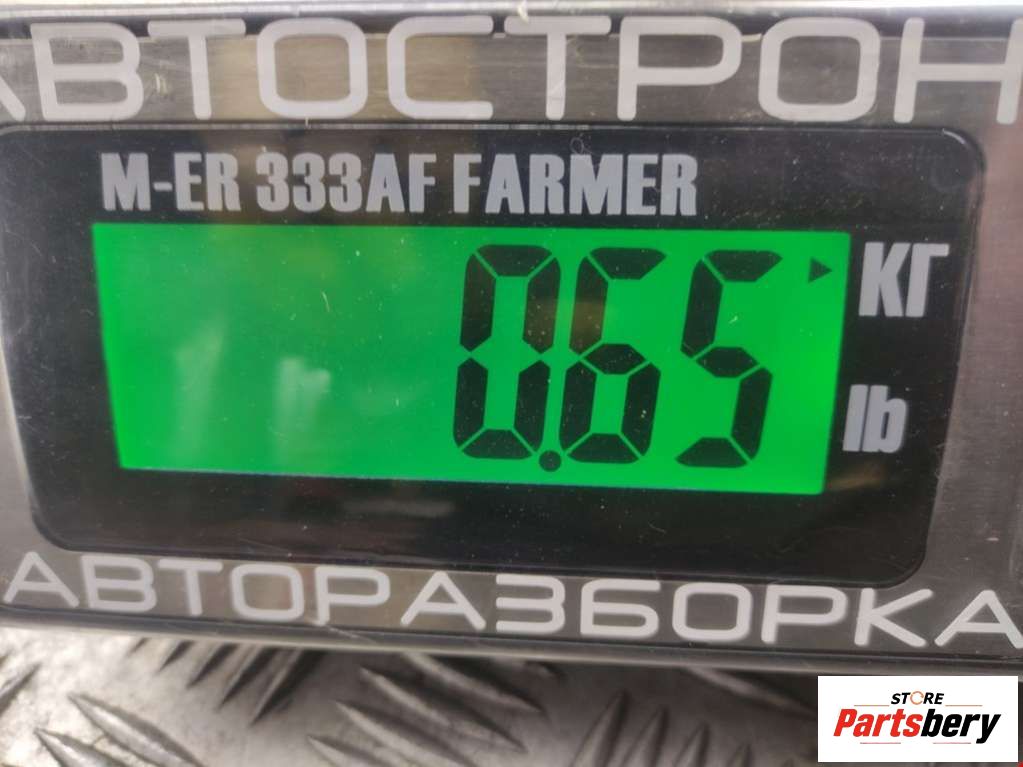 АВТОСТРОН
M-ER 333AF FARMER
0.65
КГ
lb
АВТОРАЗБОРКА
STORE
Partsbery